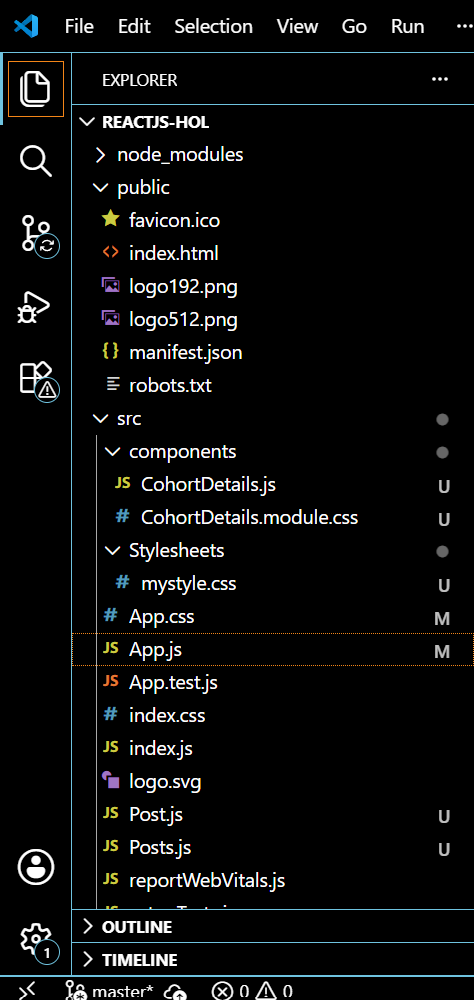 File Edit Selection View Go Run ···
EXPLORER ···
REACTJS-HOL
node_modules
public
favicon.ico
index.html
logo192.png
logo512.png
{} manifest.json
robots.txt
src
components
JS CohortDetails.js U
# CohortDetails.module.css U
Stylesheets
# mystyle.css U
# App.css M
JS App.js M
JS App.test.js
# index.css
JS index.js
logo.svg
JS Post.js U
JS Posts.js U
JS reportWebVitals.js
OUTLINE
1
TIMELINE
master* 0 0